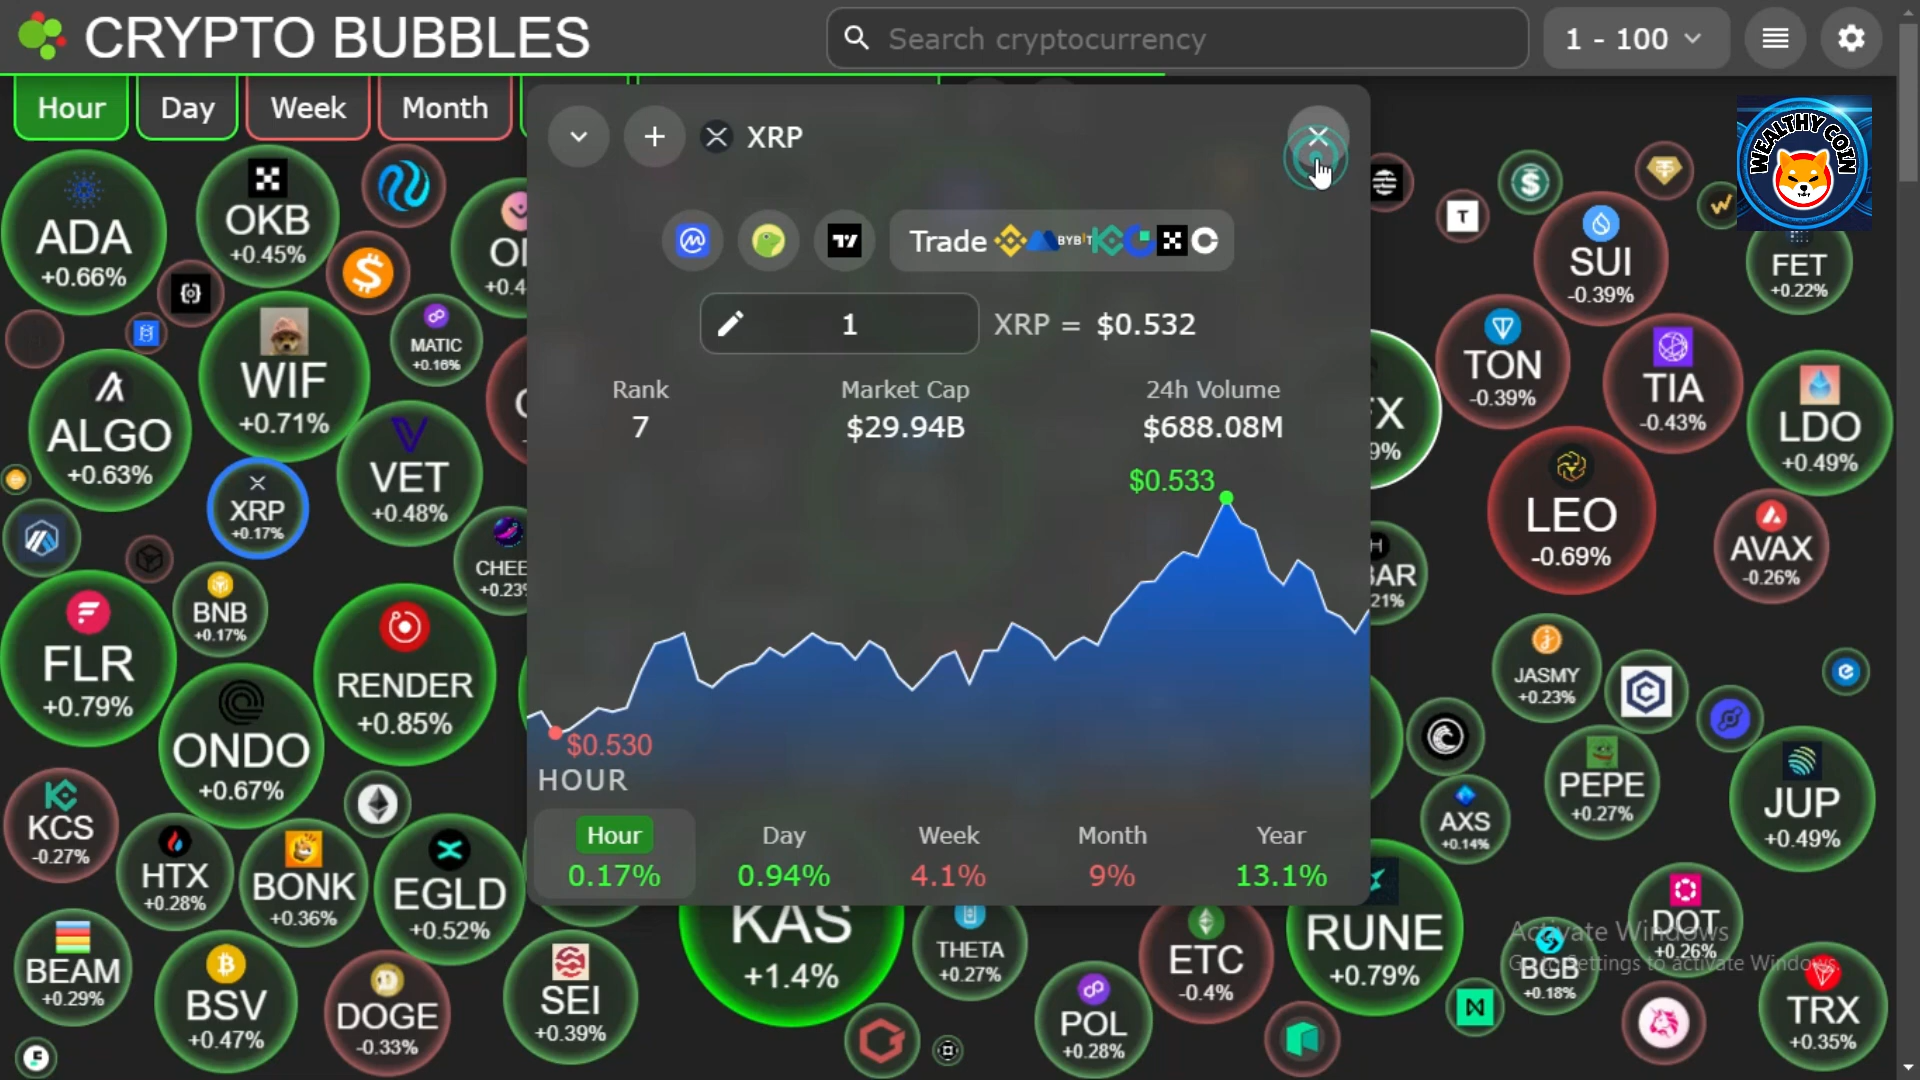 CRYPTO BUBBLES
Search cryptocurrency
1 - 100
Hour
Day
Week
Month
WEALTHY COIN
XRP
Trade
BYBIT
1
XRP = $0.532
Rank
7
Market Cap
$29.94B
24h Volume
$688.08M
$0.533
$0.530
HOUR
Hour
0.17%
Day
0.94%
Week
4.1%
Month
9%
Year
13.1%
ADA
+0.66%
OKB
+0.45%
WIF
+0.71%
MATIC
+0.16%
ALGO
+0.63%
VET
+0.48%
XRP
+0.17%
CHEE
+0.23%
BNB
+0.17%
FLR
+0.79%
RENDER
+0.85%
ONDO
+0.67%
KCS
-0.27%
HTX
+0.28%
BONK
+0.36%
EGLD
+0.52%
BEAM
+0.29%
BSV
+0.47%
DOGE
-0.33%
SEI
+0.39%
KAS
+1.4%
THETA
+0.27%
POL
+0.28%
ETC
-0.4%
RUNE
+0.79%
T
SUI
-0.39%
FET
+0.22%
TON
-0.39%
TIA
-0.43%
LDO
+0.49%
LEO
-0.69%
AVAX
-0.26%
JASMY
+0.23%
PEPE
+0.27%
JUP
+0.49%
AXS
+0.14%
DOT
+0.26%
BGB
+0.18%
TRX
+0.35%
Activate Windows
Go to Settings to activate Windows.